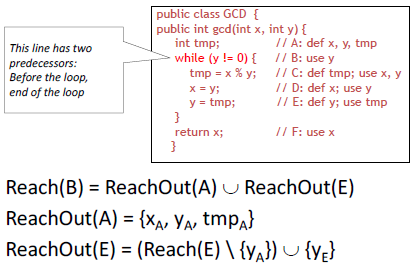 This line has two
predecessors:
Before the loop,
end of the loop
public class GCD {
public int gcd(int x, int y) {
int tmp; // A: def x, y, tmp
while (y != 0) { // B: use y
tmp = x % y; // C: def tmp; use x, y
x = y; // D: def x; use y
y = tmp; // E: def y; use tmp
}
return x; // F: use x
}
Reach(B) = ReachOut(A) ∪ ReachOut(E)
ReachOut(A) = {x_A, y_A, tmp_A}
ReachOut(E) = (Reach(E) \ {y_A}) ∪ {y_E}